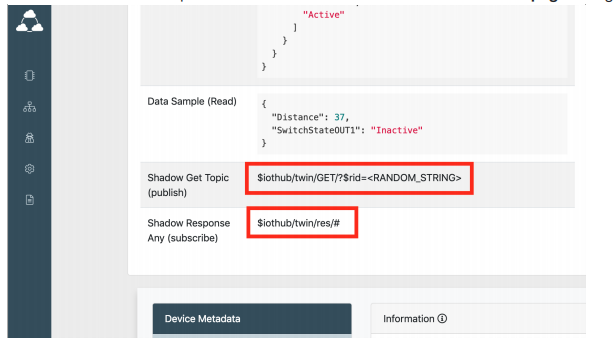 "Active"
]
}
}
}
Data Sample (Read)
{
"Distance": 37,
"SwitchStateOUT1": "Inactive"
}
Shadow Get Topic
(publish)
$iothub/twin/GET/?$rid=<RANDOM_STRING>
Shadow Response
Any (subscribe)
$iothub/twin/res/#
Device Metadata
Information